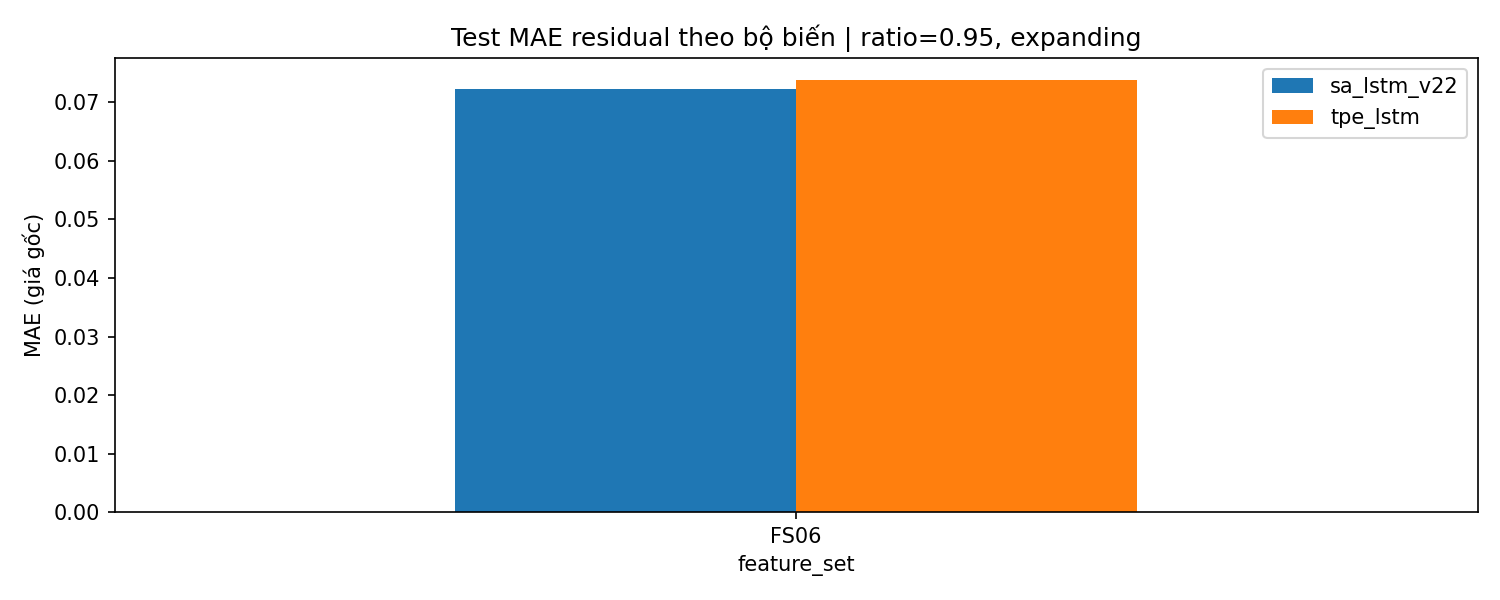 Test MAE residual theo bộ biến | ratio=0.95, expanding
sa_lstm_v22
tpe_lstm
MAE (giá gốc)
0.07
0.06
0.05
0.04
0.03
0.02
0.01
0.00
FS06
feature_set